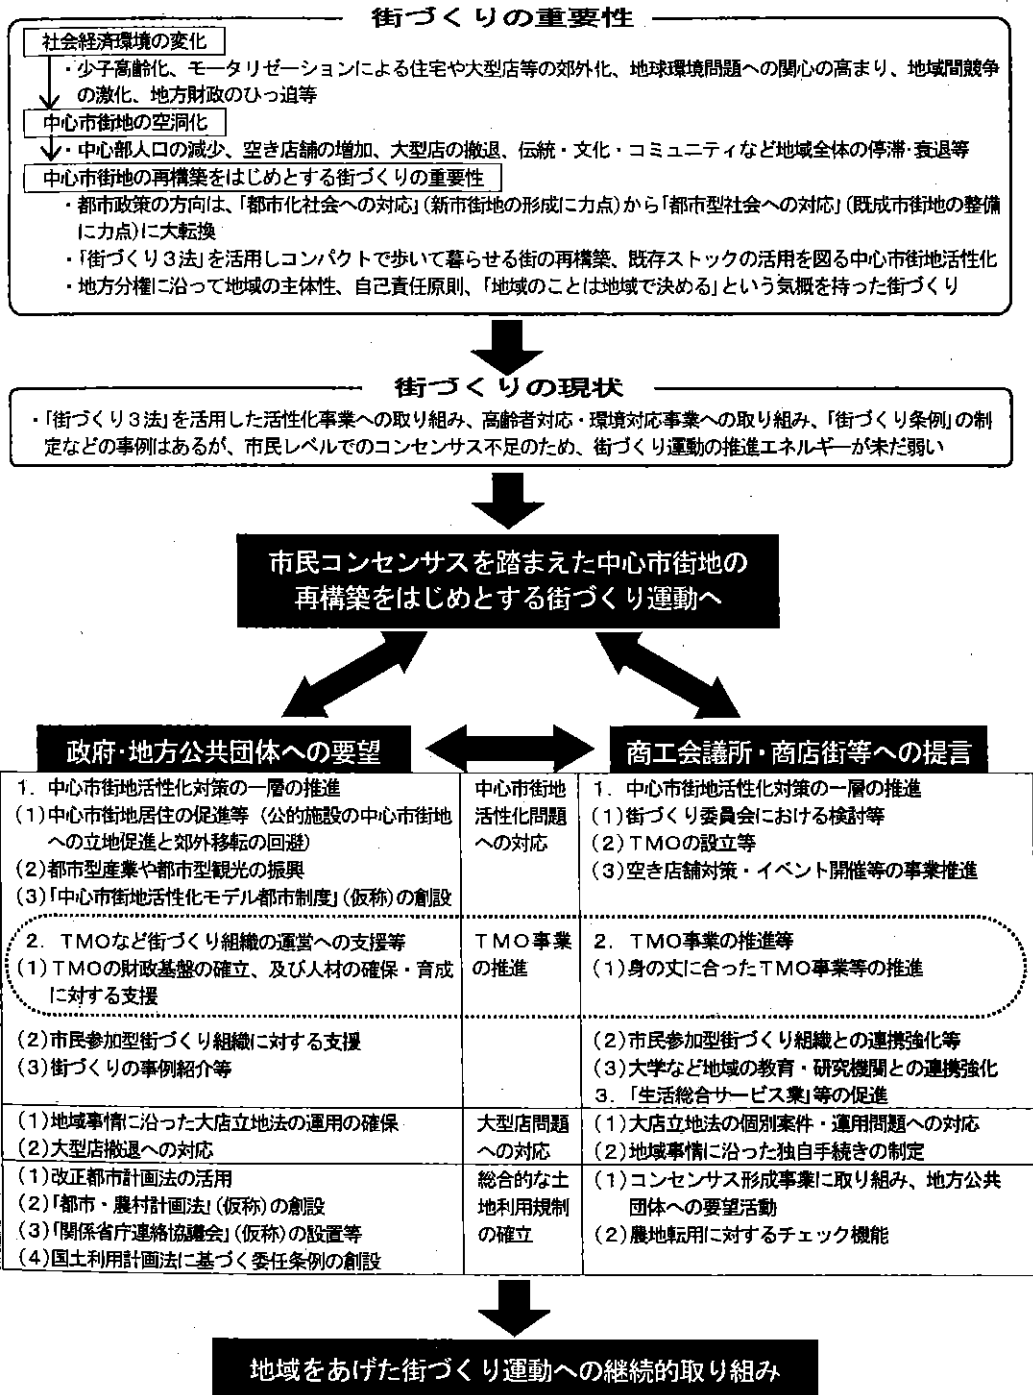 街づくりの重要性
社会経済環境の変化
・少子高齢化、モータリゼーションによる住宅や大型店等の郊外化、地球環境問題への関心の高まり、地域間競争
の激化、地方財政のひっ迫等
中心市街地の空洞化
・中心部人口の減少、空き店舗の増加、大型店の撤退、伝統・文化・コミュニティなど地域全体の停滞・衰退等
中心市街地の再構築をはじめとする街づくりの重要性
・都市政策の方向は、「都市化社会への対応」(新市街地の形成に力点)から「都市型社会への対応」(既成市街地の整備
に力点)に大転換
・「街づくり3法」を活用しコンパクトで歩いて暮らせる街の再構築、既存ストックの活用を図る中心市街地活性化
・地方分権に沿って地域の主体性、自己責任原則、「地域のことは地域で決める」という気概を持った街づくり
街づくりの現状
・「街づくり3法」を活用した活性化事業への取り組み、高齢者対応・環境対応事業への取り組み、「街づくり条例」の制
定などの事例はあるが、市民レベルでのコンセンサス不足のため、街づくり運動の推進エネルギーが未だ弱い
市民コンセンサスを踏まえた中心市街地の
再構築をはじめとする街づくり運動へ
政府・地方公共団体への要望
商工会議所・商店街等への提言
1. 中心市街地活性化対策の一層の推進
(1)中心市街地居住の促進等(公的施設の中心市街地
への立地促進と郊外移転の回避)
(2)都市型産業や都市型観光の振興
(3)「中心市街地活性化モデル都市制度」(仮称)の創設
中心市街地
活性化問題
への対応
1. 中心市街地活性化対策の一層の推進
(1)街づくり委員会における検討等
(2)TMOの設立等
(3)空き店舗対策・イベント開催等の事業推進
2. TMOなど街づくり組織の運営への支援等
(1)TMOの財政基盤の確立、及び人材の確保・育成
に対する支援
(2)市民参加型街づくり組織に対する支援
(3)街づくりの事例紹介等
TMO事業
の推進
2. TMO事業の推進等
(1)身の丈に合ったTMO事業等の推進
(2)市民参加型街づくり組織との連携強化等
(3)大学など地域の教育・研究機関との連携強化
3. 「生活総合サービス業」等の促進
(1)地域事情に沿った大店立地法の運用の確保
(2)大型店撤退への対応
大型店問題
への対応
(1)大店立地法の個別案件・運用問題への対応
(2)地域事情に沿った独自手続きの制定
(1)改正都市計画法の活用
(2)「都市・農村計画法」(仮称)の創設
(3)「関係省庁連絡協議会」(仮称)の設置等
(4)国土利用計画法に基づく委任条例の創設
総合的な土
地利用規制
の確立
(1)コンセンサス形成事業に取り組み、地方公共
団体への要望活動
(2)農地転用に対するチェック機能
地域をあげた街づくり運動への継続的取り組み